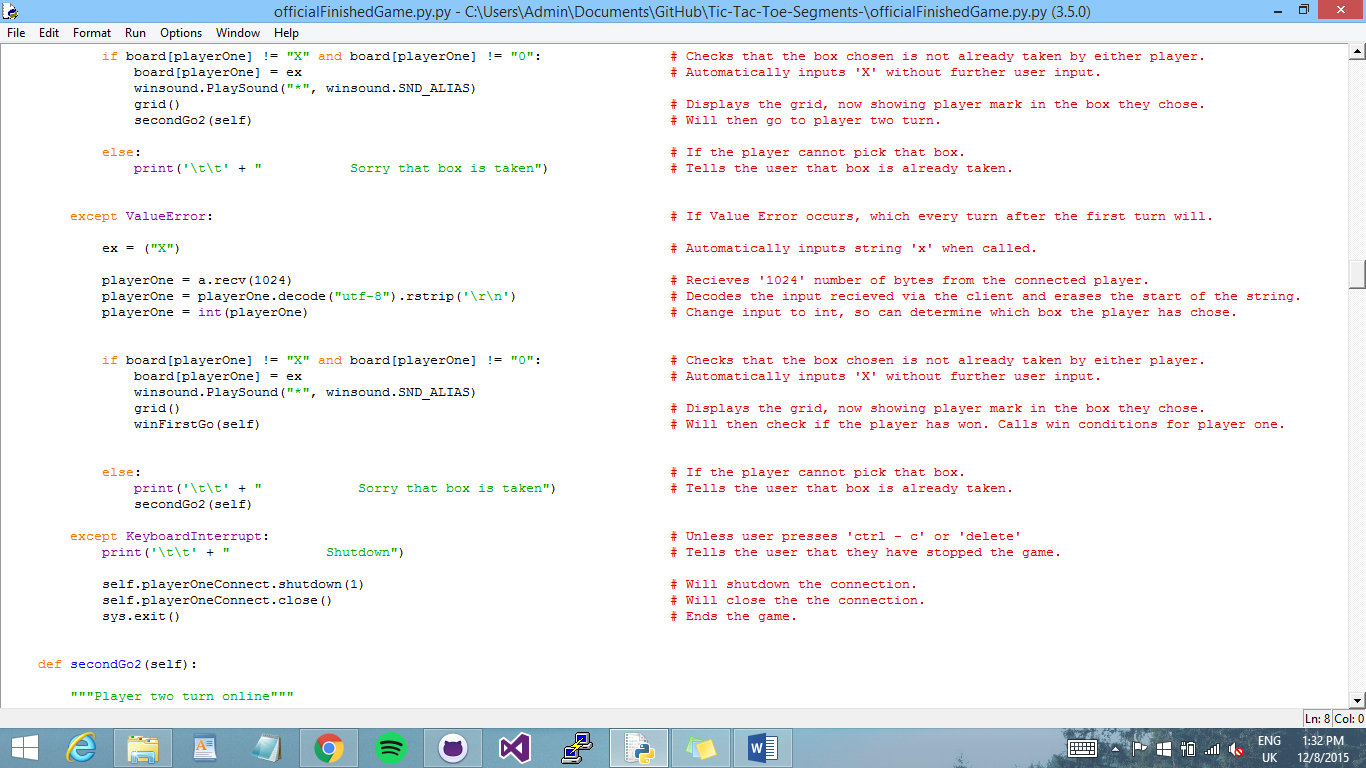 officialFinishedGame.py.py - C:\Users\Admin\Documents\GitHub\Tic-Tac-Toe-Segments-\officialFinishedGame.py.py (3.5.0)
File Edit Format Run Options Window Help
if board[playerOne] != "X" and board[playerOne] != "0": # Checks that the box chosen is not already taken by either player.
board[playerOne] = ex # Automatically inputs 'X' without further user input.
winsound.PlaySound("*", winsound.SND_ALIAS)
grid() # Displays the grid, now showing player mark in the box they chose.
secondGo2(self) # Will then go to player two turn.
else: # If the player cannot pick that box.
print('\t\t' + " Sorry that box is taken") # Tells the user that box is already taken.
except ValueError: # If Value Error occurs, which every turn after the first turn will.
ex = ("X") # Automatically inputs string 'x' when called.
playerOne = a.recv(1024) # Recieves '1024' number of bytes from the connected player.
playerOne = playerOne.decode("utf-8").rstrip('\r\n') # Decodes the input recieved via the client and erases the start of the string.
playerOne = int(playerOne) # Change input to int, so can determine which box the player has chose.
if board[playerOne] != "X" and board[playerOne] != "0": # Checks that the box chosen is not already taken by either player.
board[playerOne] = ex # Automatically inputs 'X' without further user input.
winsound.PlaySound("*", winsound.SND_ALIAS)
grid() # Displays the grid, now showing player mark in the box they chose.
winFirstGo(self) # Will then check if the player has won. Calls win conditions for player one.
else: # If the player cannot pick that box.
print('\t\t' + " Sorry that box is taken") # Tells the user that box is already taken.
secondGo2(self)
except KeyboardInterrupt: # Unless user presses 'ctrl - c' or 'delete'
print('\t\t' + " Shutdown") # Tells the user that they have stopped the game.
self.playerOneConnect.shutdown(1) # Will shutdown the connection.
self.playerOneConnect.close() # Will close the the connection.
sys.exit() # Ends the game.
def secondGo2(self):
"""Player two turn online"""
Ln: 8 Col: 0
ENG 1:32 PM
UK 12/8/2015